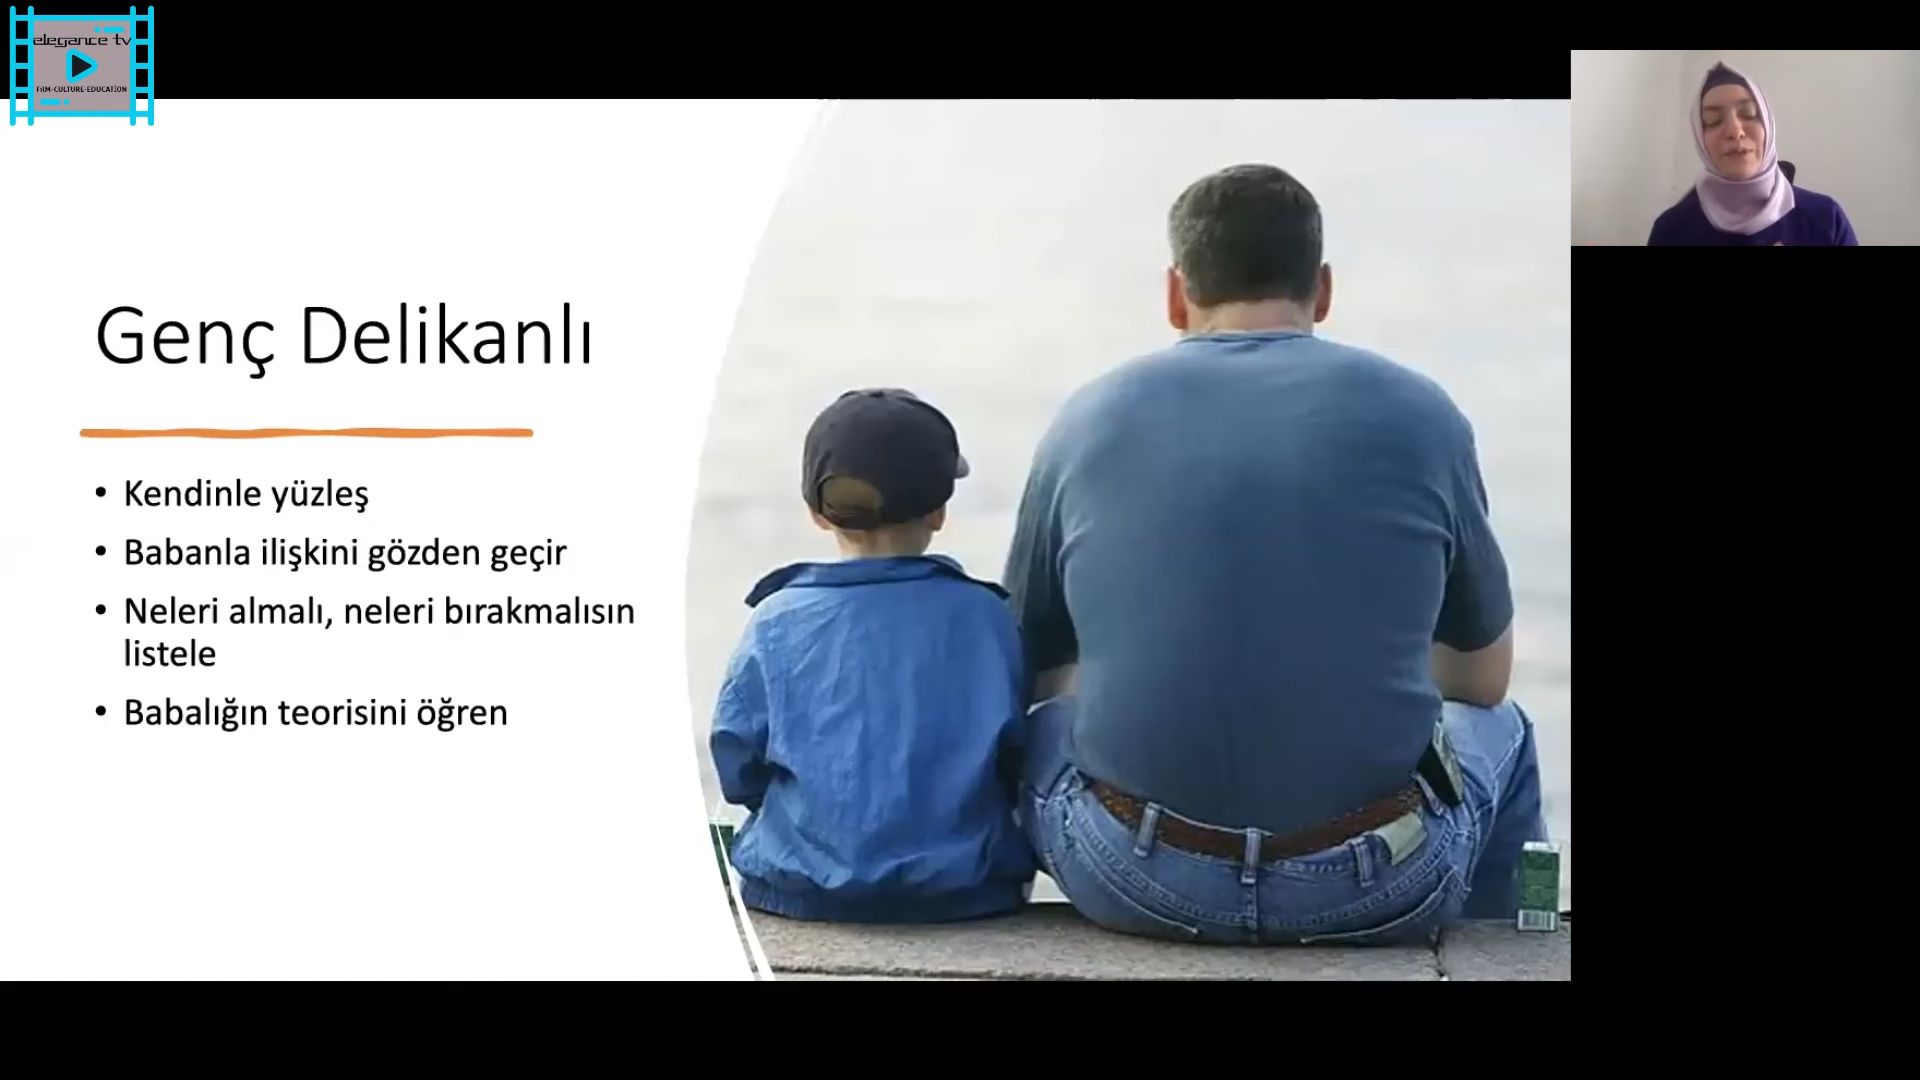 elegance tv
FILM-CULTURE-EDUCATION
Genç Delikanlı
• Kendinle yüzleş
• Babanla ilişkini gözden geçir
• Neleri almalı, neleri bırakmalısın
listele
• Babalığın teorisini öğren